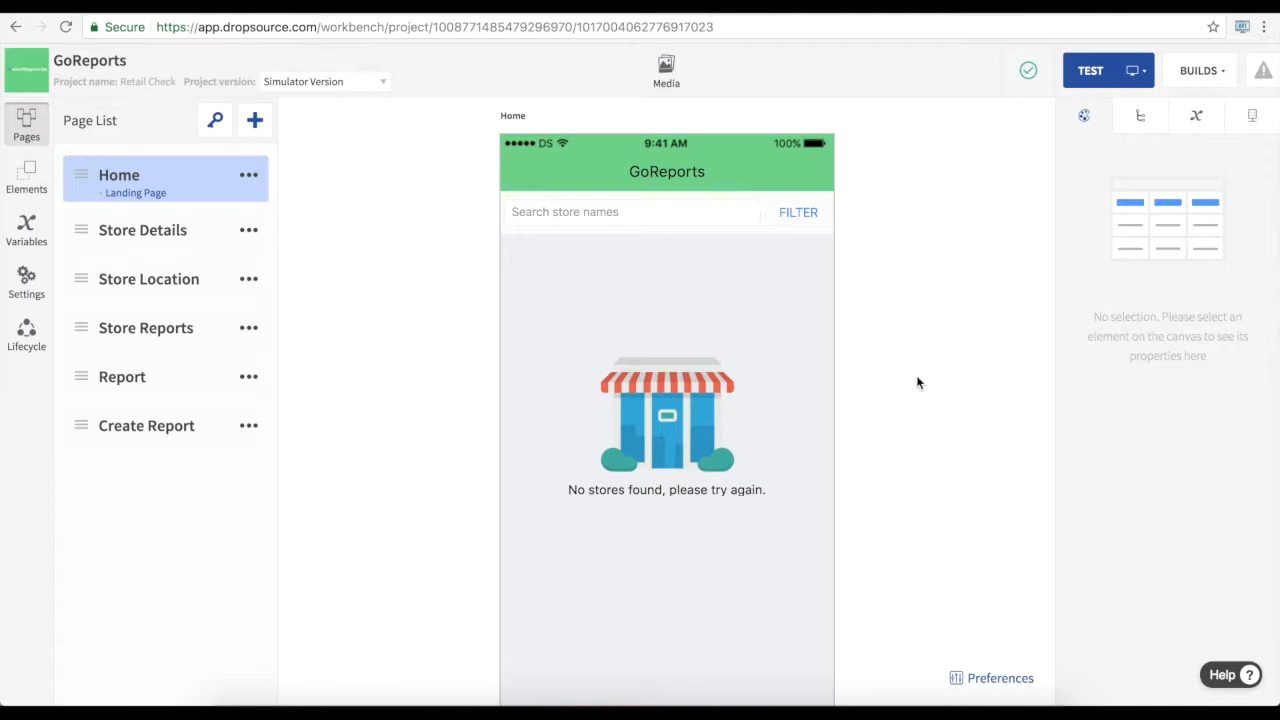 Secure https://app.dropsource.com/workbench/project/1008771485479296970/1017004062776917023
GoReports
Project name: Retail Check Project version: Simulator Version
Media
TEST
BUILDS
Pages
Elements
Variables
Settings
Lifecycle
Page List
Home
· Landing Page
Store Details
Store Location
Store Reports
Report
Create Report
Home
DS 9:41 AM 100%
GoReports
Search store names FILTER
No stores found, please try again.
No selection. Please select an
element on the canvas to see its
properties here
Preferences
Help ?